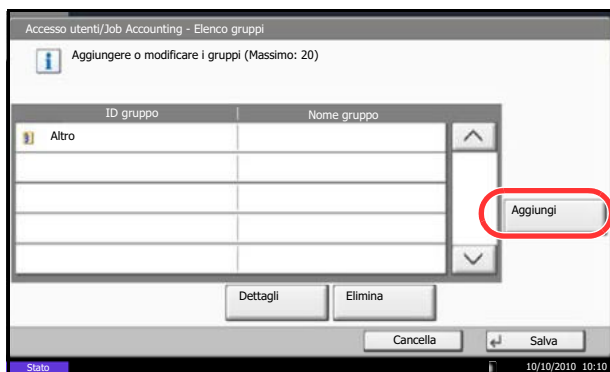 Accesso utenti/Job Accounting - Elenco gruppi
Aggiungere o modificare i gruppi (Massimo: 20)
ID gruppo Nome gruppo
Altro
Aggiungi
Dettagli Elimina
Cancella Salva
Stato 10/10/2010 10:10